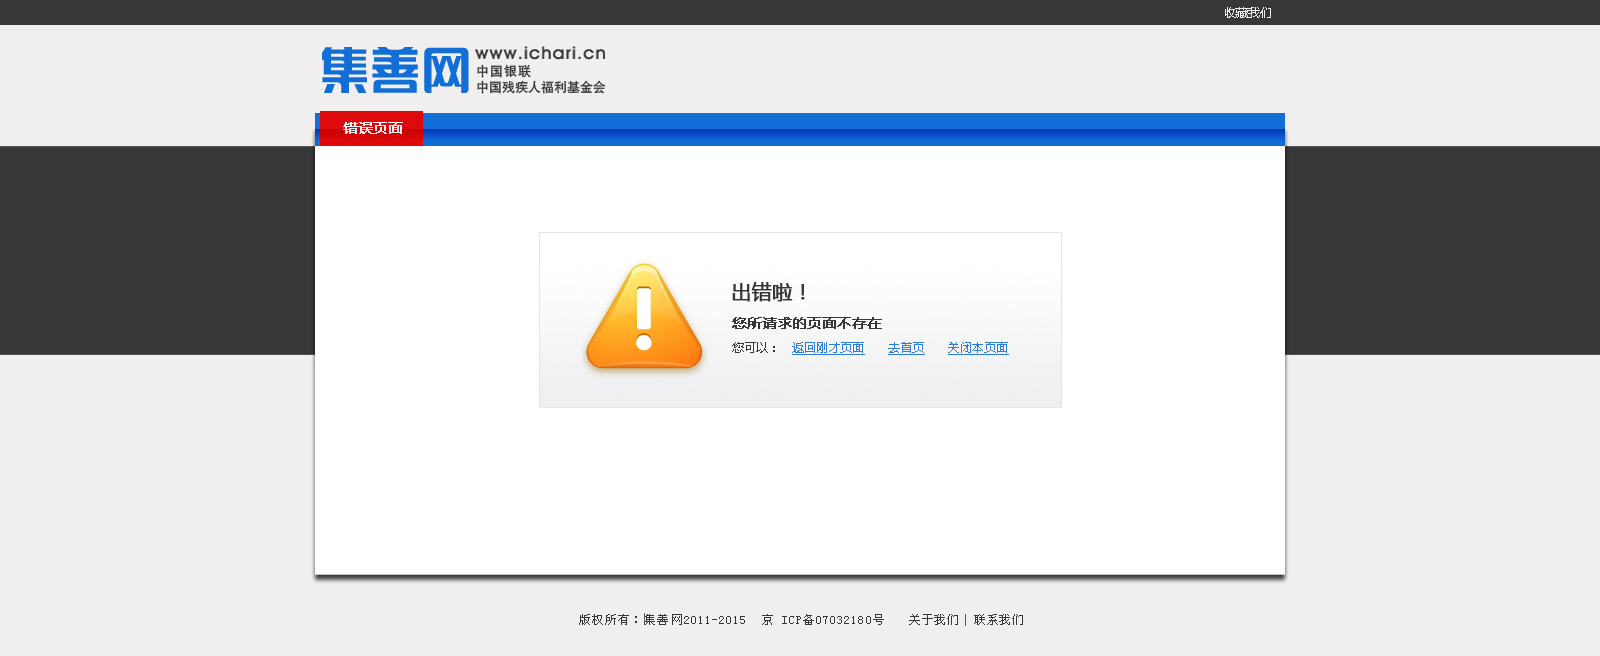 收藏我们
集善网 www.ichari.cn
中国银联
中国残疾人福利基金会
错误页面
出错啦！
您所请求的页面不存在
您可以： 返回刚才页面 去首页 关闭本页面
版权所有：集善网2011-2015 京 ICP备07032180号 关于我们 | 联系我们